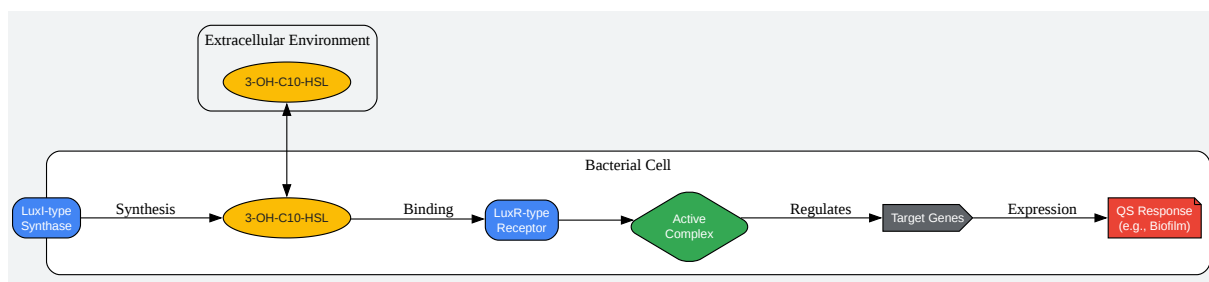 Extracellular Environment
3-OH-C10-HSL
Bacterial Cell
LuxI-type
Synthase
Synthesis
3-OH-C10-HSL
Binding
LuxR-type
Receptor
Active
Complex
Regulates
Target Genes
Expression
QS Response
(e.g., Biofilm)